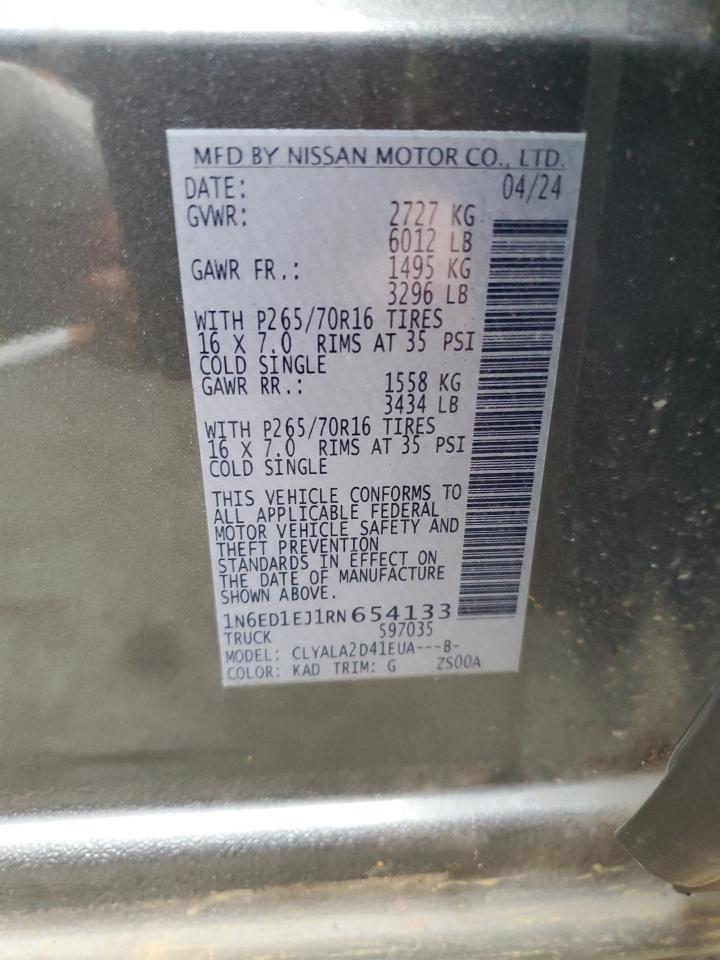 MFD BY NISSAN MOTOR CO., LTD.
DATE: 04/24
GVWR: 2727 KG
6012 LB
GAWR FR.: 1495 KG
3296 LB
WITH P265/70R16 TIRES
16 X 7.0 RIMS AT 35 PSI
COLD SINGLE
GAWR RR.: 1558 KG
3434 LB
WITH P265/70R16 TIRES
16 X 7.0 RIMS AT 35 PSI
COLD SINGLE
THIS VEHICLE CONFORMS TO
ALL APPLICABLE FEDERAL
MOTOR VEHICLE SAFETY AND
THEFT PREVENTION
STANDARDS IN EFFECT ON
THE DATE OF MANUFACTURE
SHOWN ABOVE.
1N6ED1EJ1RN654133
TRUCK 597035
MODEL: CLYALA2D41EUA---B-
COLOR: KAD TRIM: G ZS00A